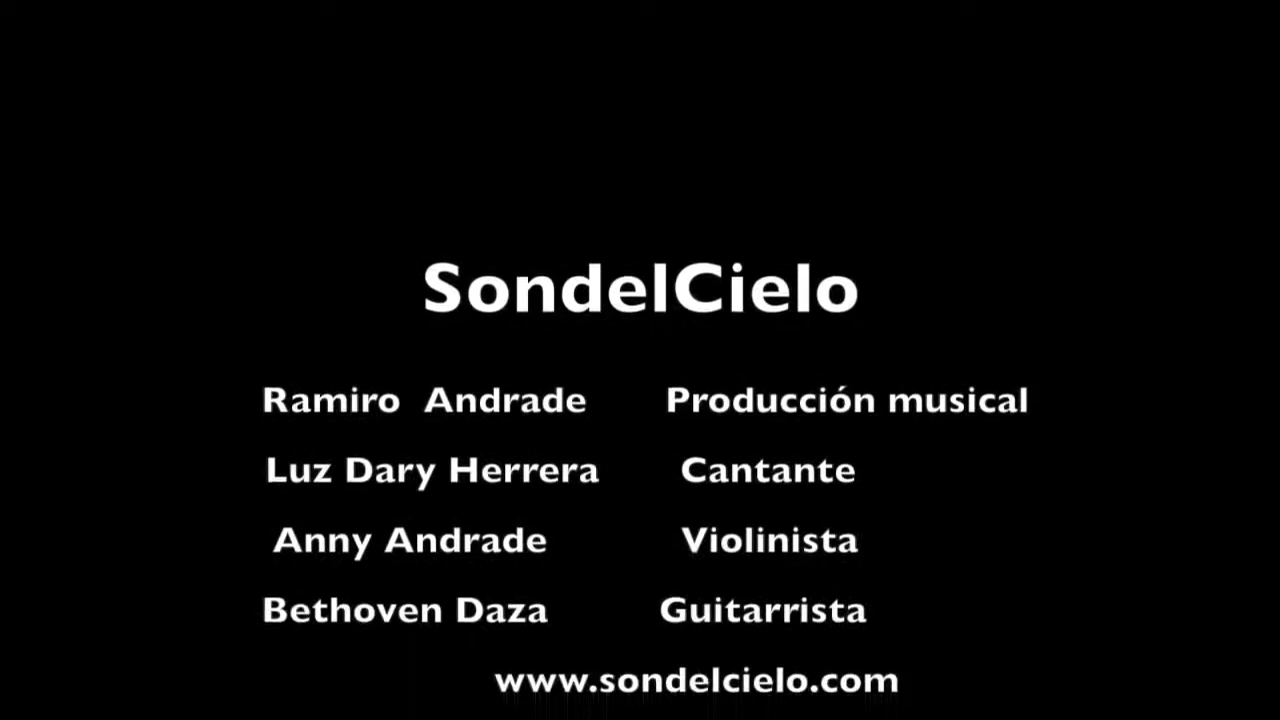 SondelCielo
Ramiro Andrade Producción musical
Luz Dary Herrera Cantante
Anny Andrade Violinista
Bethoven Daza Guitarrista
www.sondelcielo.com